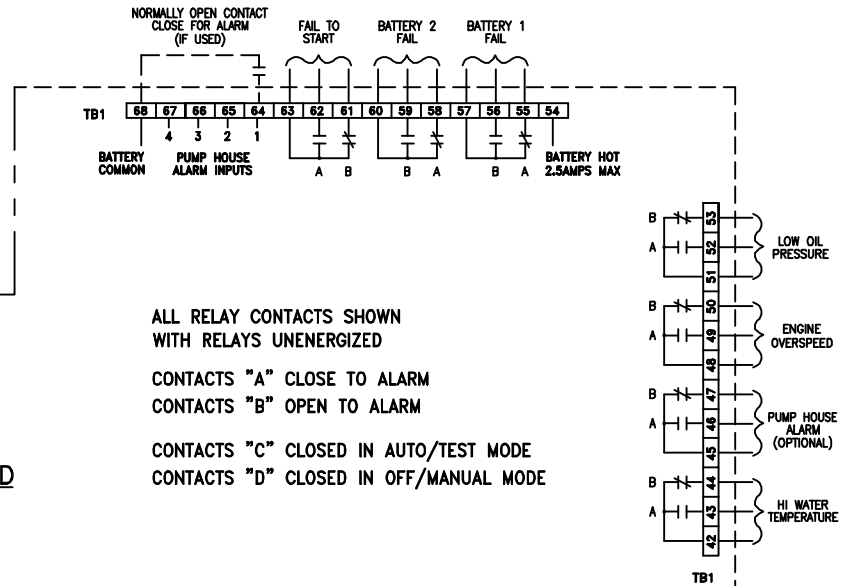 NORMALLY OPEN CONTACT
CLOSE FOR ALARM
(IF USED)
FAIL TO
START
BATTERY 2
FAIL
BATTERY 1
FAIL
TB1 68 67 66 65 64 63 62 61 60 59 58 57 56 55 54
4 3 2 1
BATTERY
COMMON
PUMP HOUSE
ALARM INPUTS
A B B A B A
BATTERY HOT
2.5AMPS MAX
B 53
A 52
51
LOW OIL
PRESSURE
B 50
A 49
48
ENGINE
OVERSPEED
B 47
A 46
45
PUMP HOUSE
ALARM
(OPTIONAL)
B 44
A 43
42
HI WATER
TEMPERATURE
TB1
ALL RELAY CONTACTS SHOWN
WITH RELAYS UNENERGIZED
CONTACTS "A" CLOSE TO ALARM
CONTACTS "B" OPEN TO ALARM
CONTACTS "C" CLOSED IN AUTO/TEST MODE
CONTACTS "D" CLOSED IN OFF/MANUAL MODE
D